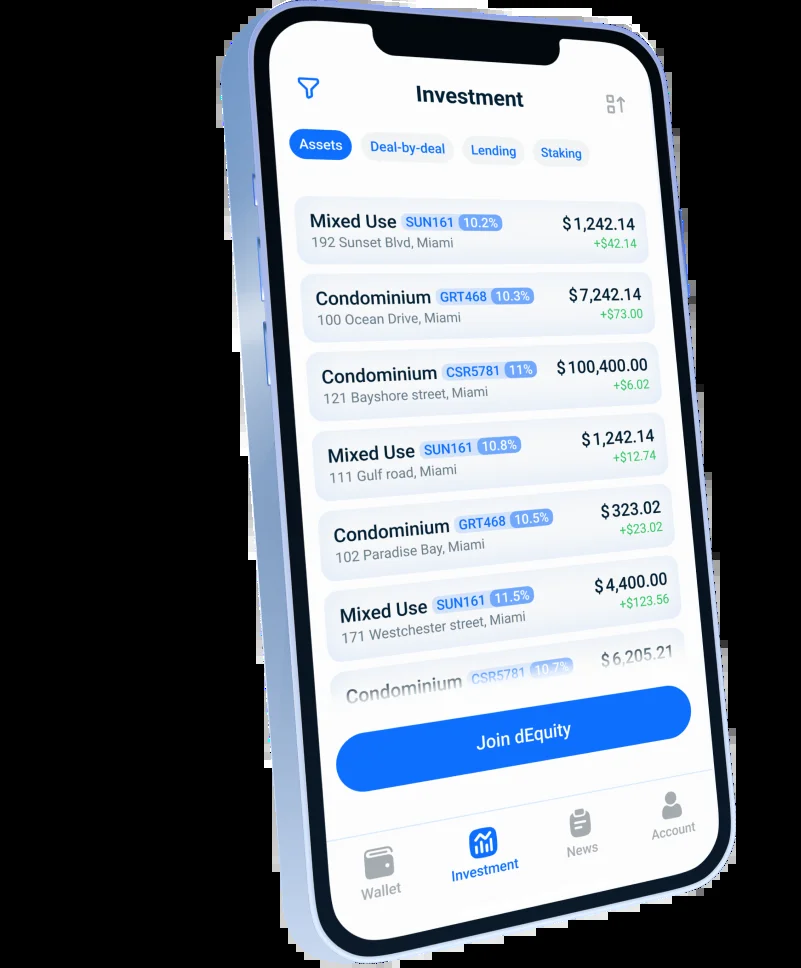 Investment
Assets Deal-by-deal Lending Staking
Mixed Use SUN161 10.2% $1,242.14
192 Sunset Blvd, Miami +$42.14
Condominium GRT468 10.3% $7,242.14
100 Ocean Drive, Miami +$73.00
Condominium CSR5781 11% $100,400.00
121 Bayshore street, Miami +$6.02
Mixed Use SUN161 10.8% $1,242.14
111 Gulf road, Miami +$12.74
Condominium GRT468 10.5% $323.02
102 Paradise Bay, Miami +$23.02
Mixed Use SUN161 11.5% $4,400.00
171 Westchester street, Miami +$123.56
Condominium CSR5781 10.7% $6,205.21
Join dEquity
Wallet Investment News Account